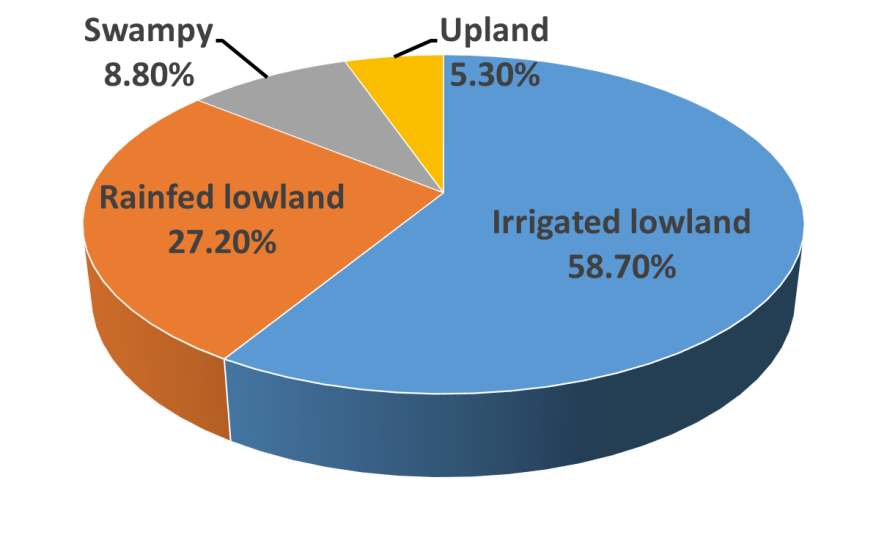 Swampy
8.80%
Upland
5.30%
Rainfed lowland
27.20%
Irrigated lowland
58.70%